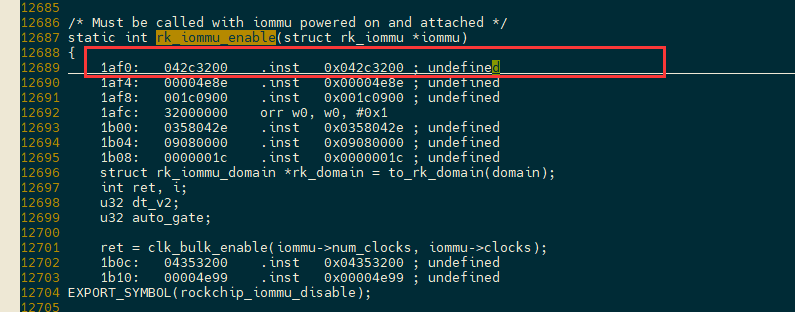 12685
12686 /* Must be called with iommu powered on and attached */
12687 static int rk_iommu_enable(struct rk_iommu *iommu)
12688 {
12689     1af0:   042c3200    .inst   0x042c3200 ; undefined
12690     1af4:   00004e8e    .inst   0x00004e8e ; undefined
12691     1af8:   001c0900    .inst   0x001c0900 ; undefined
12692     1afc:   32000000    orr w0, w0, #0x1
12693     1b00:   0358042e    .inst   0x0358042e ; undefined
12694     1b04:   09080000    .inst   0x09080000 ; undefined
12695     1b08:   0000001c    .inst   0x0000001c ; undefined
12696     struct rk_iommu_domain *rk_domain = to_rk_domain(domain);
12697     int ret, i;
12698     u32 dt_v2;
12699     u32 auto_gate;
12700
12701     ret = clk_bulk_enable(iommu->num_clocks, iommu->clocks);
12702     1b0c:   04353200    .inst   0x04353200 ; undefined
12703     1b10:   00004e99    .inst   0x00004e99 ; undefined
12704 EXPORT_SYMBOL(rockchip_iommu_disable);
12705